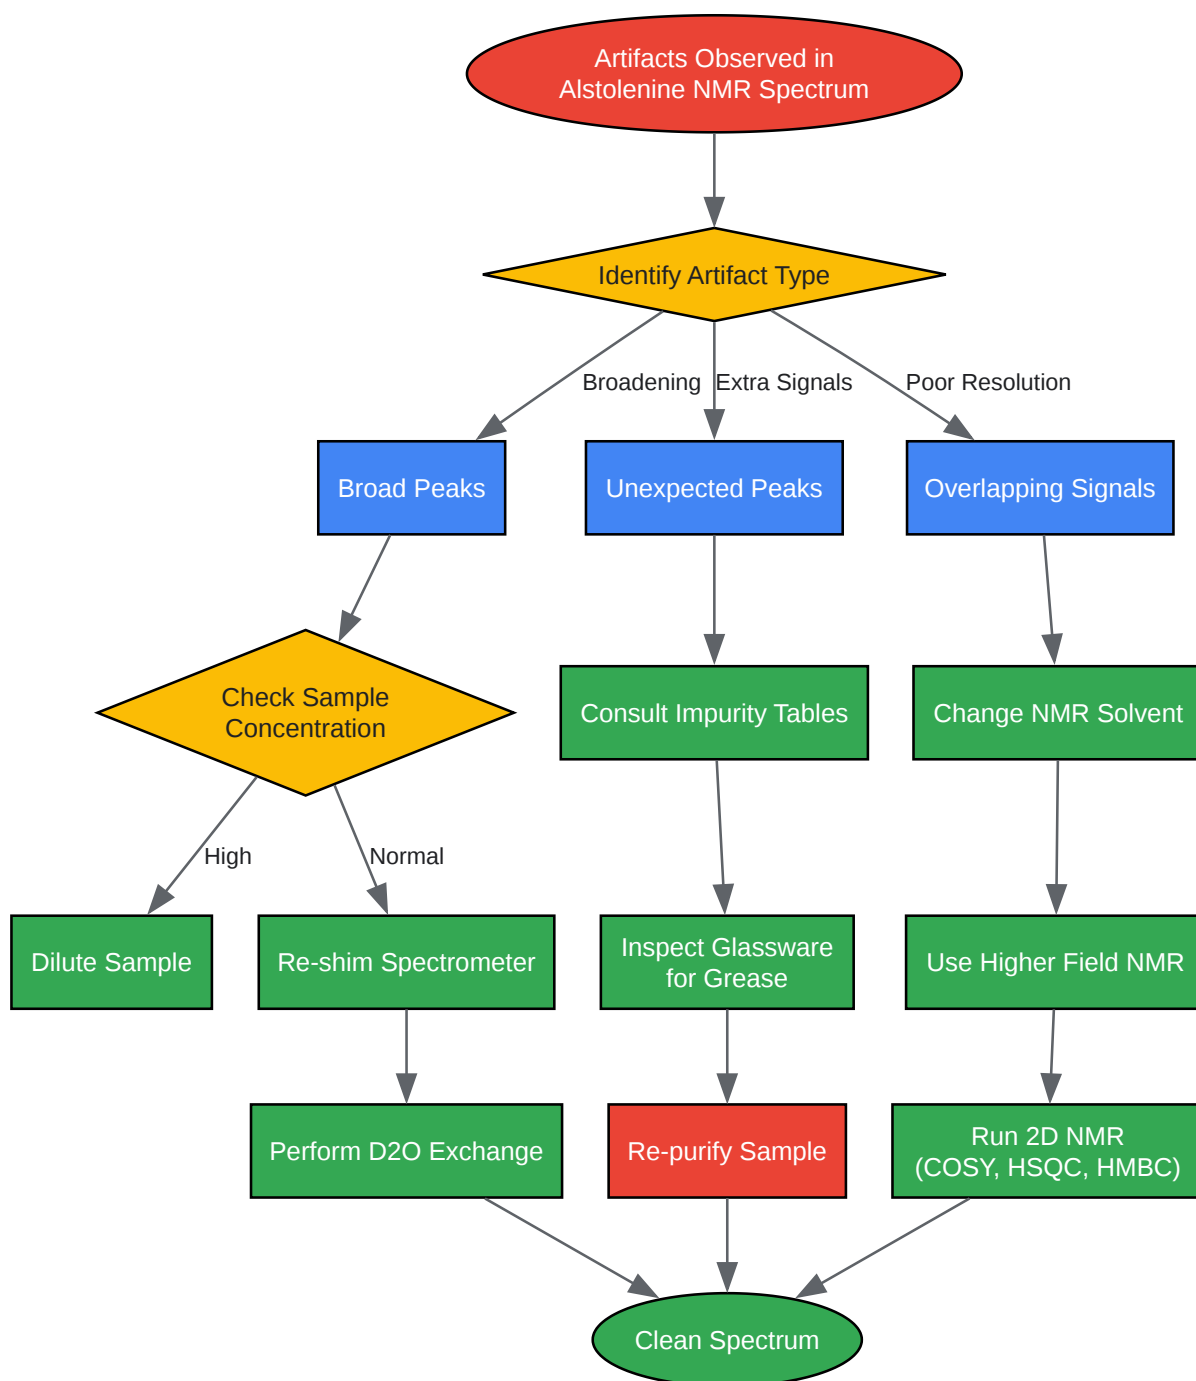 Artifacts Observed in
Alstolenine NMR Spectrum
Identify Artifact Type
Broadening
Extra Signals
Poor Resolution
Broad Peaks
Unexpected Peaks
Overlapping Signals
Check Sample
Concentration
Consult Impurity Tables
Change NMR Solvent
High
Normal
Dilute Sample
Re-shim Spectrometer
Inspect Glassware
for Grease
Use Higher Field NMR
Perform D2O Exchange
Re-purify Sample
Run 2D NMR
(COSY, HSQC, HMBC)
Clean Spectrum